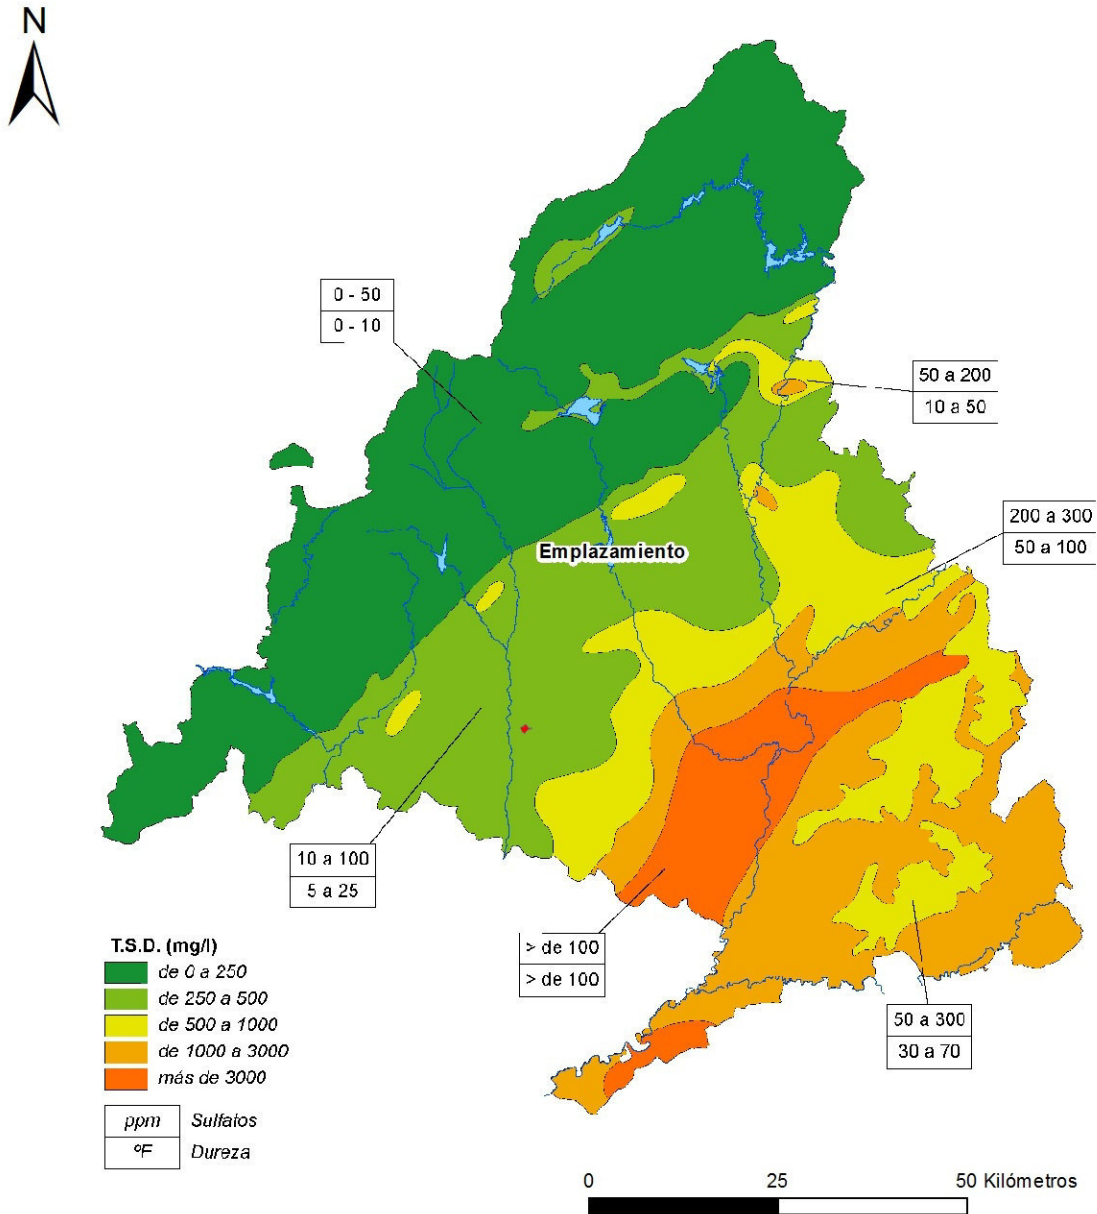 N
0 - 50
0 - 10
50 a 200
10 a 50
200 a 300
50 a 100
Emplazamiento
10 a 100
5 a 25
> de 100
> de 100
50 a 300
30 a 70
T.S.D. (mg/l)
de 0 a 250
de 250 a 500
de 500 a 1000
de 1000 a 3000
más de 3000
ppm Sulfatos
ºF Dureza
0 25 50 Kilómetros